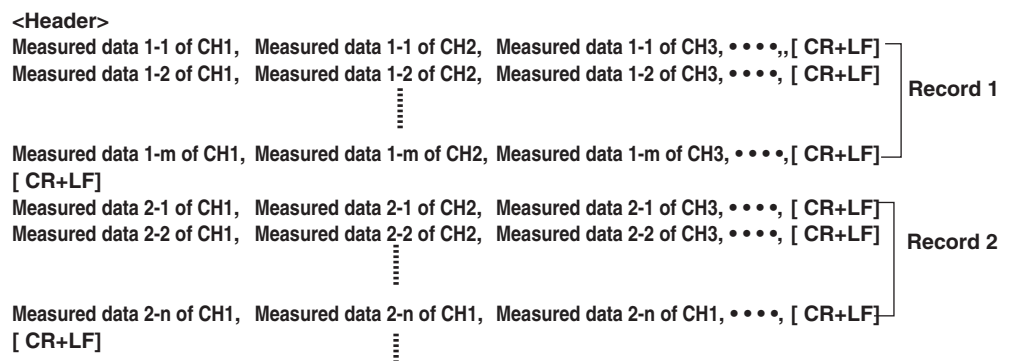 <Header>
Measured data 1-1 of CH1, Measured data 1-1 of CH2, Measured data 1-1 of CH3, • • • •,,[ CR+LF]
Measured data 1-2 of CH1, Measured data 1-2 of CH2, Measured data 1-2 of CH3, • • • •, [ CR+LF]
Record 1
Measured data 1-m of CH1, Measured data 1-m of CH2, Measured data 1-m of CH3, • • • •,[ CR+LF]
[ CR+LF]
Measured data 2-1 of CH1, Measured data 2-1 of CH2, Measured data 2-1 of CH3, • • • •, [ CR+LF]
Measured data 2-2 of CH1, Measured data 2-2 of CH2, Measured data 2-2 of CH3, • • • •, [ CR+LF]
Record 2
Measured data 2-n of CH1, Measured data 2-n of CH1, Measured data 2-n of CH1, • • • •, [ CR+LF]
[ CR+LF]